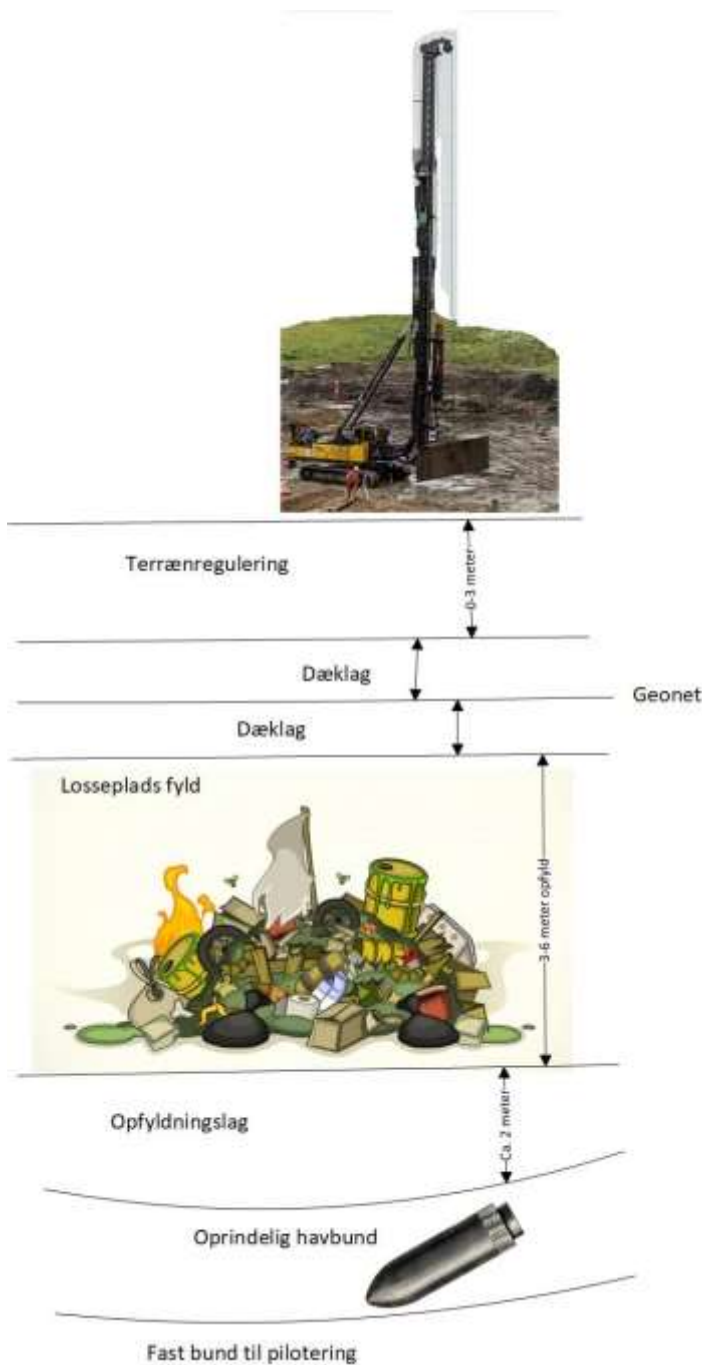 Terrænregulering
0-3 meter
Dæklag
Geonet
Dæklag
Losseplads fyld
3-6 meter opfyld
Opfyldningslag
Ca. 2 meter
Oprindelig havbund
Fast bund til pilotering